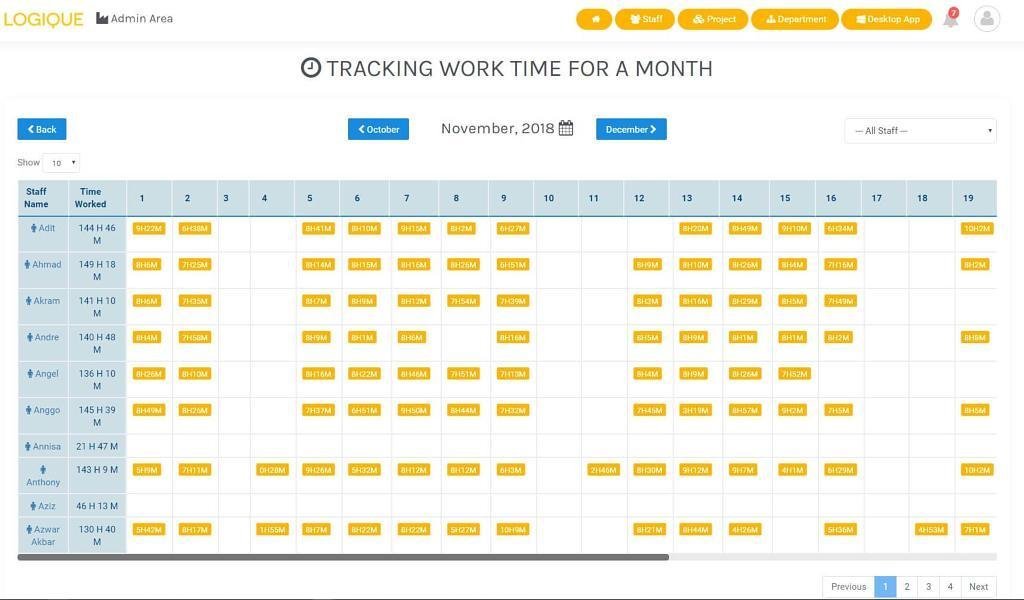 LOGIQUE Admin Area Staff Project Department Desktop App 7
TRACKING WORK TIME FOR A MONTH
Back October November, 2018 December --- All Staff ---
Show 10
Staff Name Time Worked 1 2 3 4 5 6 7 8 9 10 11 12 13 14 15 16 17 18 19
Adit 144 H 46 M 9H22M 6H38M 8H41M 8H10M 9H15M 8H2M 6H27M 8H20M 8H49M 9H10M 6H34M 10H2M
Ahmad 149 H 18 M 8H6M 7H25M 8H14M 8H15M 8H16M 8H26M 6H51M 8H9M 8H10M 8H26M 8H4M 7H16M 8H2M
Akram 141 H 10 M 8H6M 7H35M 8H7M 8H9M 8H12M 7H54M 7H39M 8H3M 8H16M 8H29M 8H5M 7H49M
Andre 140 H 48 M 8H4M 7H58M 8H9M 8H1M 8H6M 8H16M 8H5M 8H9M 8H1M 8H1M 8H2M 8H8M
Angel 136 H 10 M 8H26M 8H10M 8H16M 8H22M 8H46M 7H51M 7H13M 8H4M 8H9M 8H26M 7H52M
Anggo 145 H 39 M 8H49M 8H26M 7H37M 6H51M 9H50M 8H44M 7H32M 7H45M 3H19M 8H57M 9H2M 7H5M 8H5M
Annisa 21 H 47 M
Anthony 143 H 9 M 5H9M 7H11M 0H28M 9H26M 5H32M 8H12M 8H12M 6H3M 2H46M 8H30M 9H12M 9H7M 4H1M 6H29M 10H2M
Aziz 46 H 13 M
Azwar Akbar 130 H 40 M 5H42M 8H17M 1H55M 8H7M 8H22M 8H22M 5H27M 10H9M 8H21M 8H44M 4H26M 5H36M 4H53M 7H1M
Previous 1 2 3 4 Next